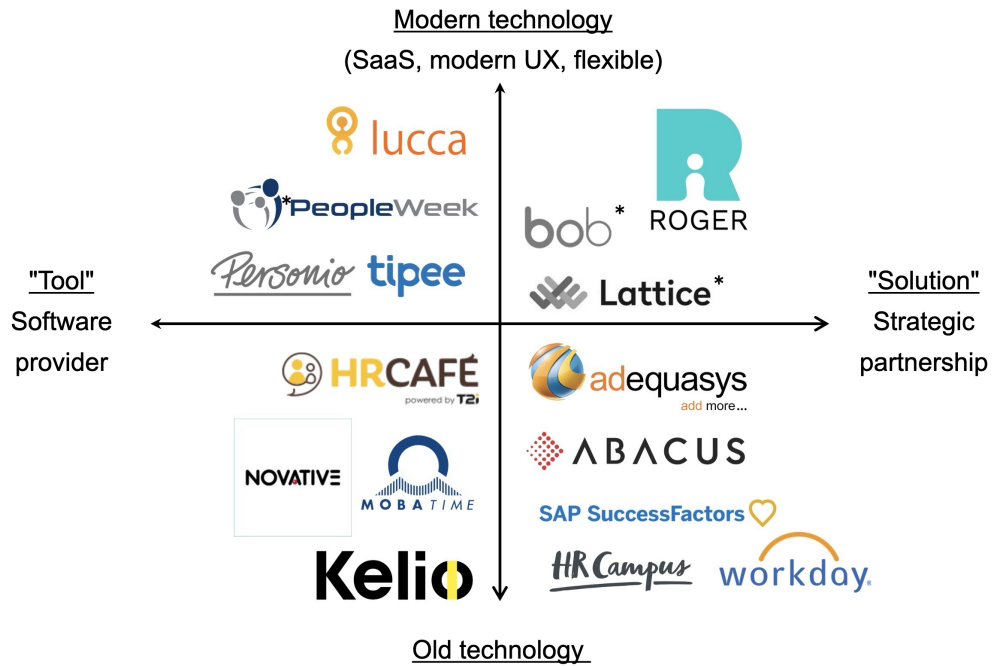 Modern technology
(SaaS, modern UX, flexible)
lucca
*PeopleWeek
Personio tipee
bob*
ROGER
Lattice*
"Tool"
Software
provider
"Solution"
Strategic
partnership
HRCAFÉ
powered by T2i
NOVATIVE
MOBATIME
Kelio
adequasys
add more...
ABACUS
SAP SuccessFactors
HR Campus
workday®
Old technology